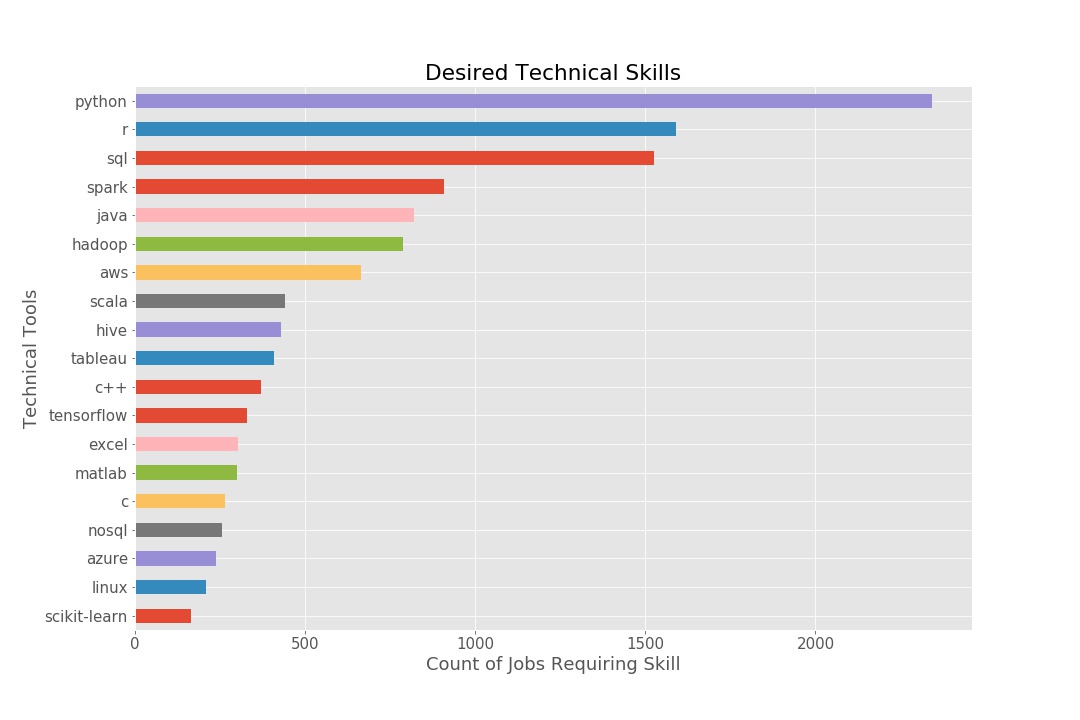 Desired Technical Skills
python
r
sql
spark
java
hadoop
aws
scala
hive
tableau
c++
tensorflow
excel
matlab
c
nosql
azure
linux
scikit-learn
Technical Tools
0 500 1000 1500 2000
Count of Jobs Requiring Skill